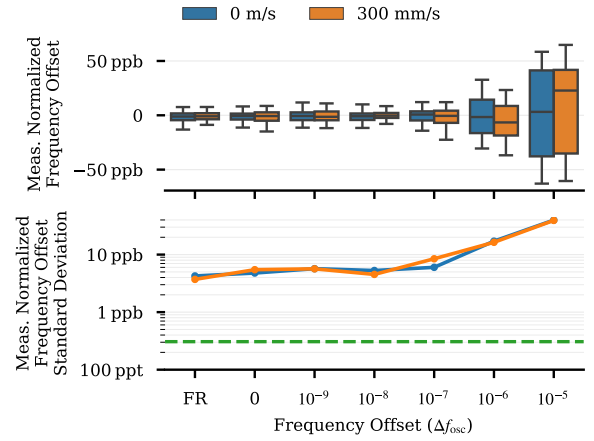 0 m/s 300 mm/s
Meas. Normalized
Frequency Offset
50 ppb
0
−50 ppb
Meas. Normalized
Frequency Offset
Standard Deviation
10 ppb
1 ppb
100 ppt
FR 0 10⁻⁹ 10⁻⁸ 10⁻⁷ 10⁻⁶ 10⁻⁵
Frequency Offset (Δfosc)